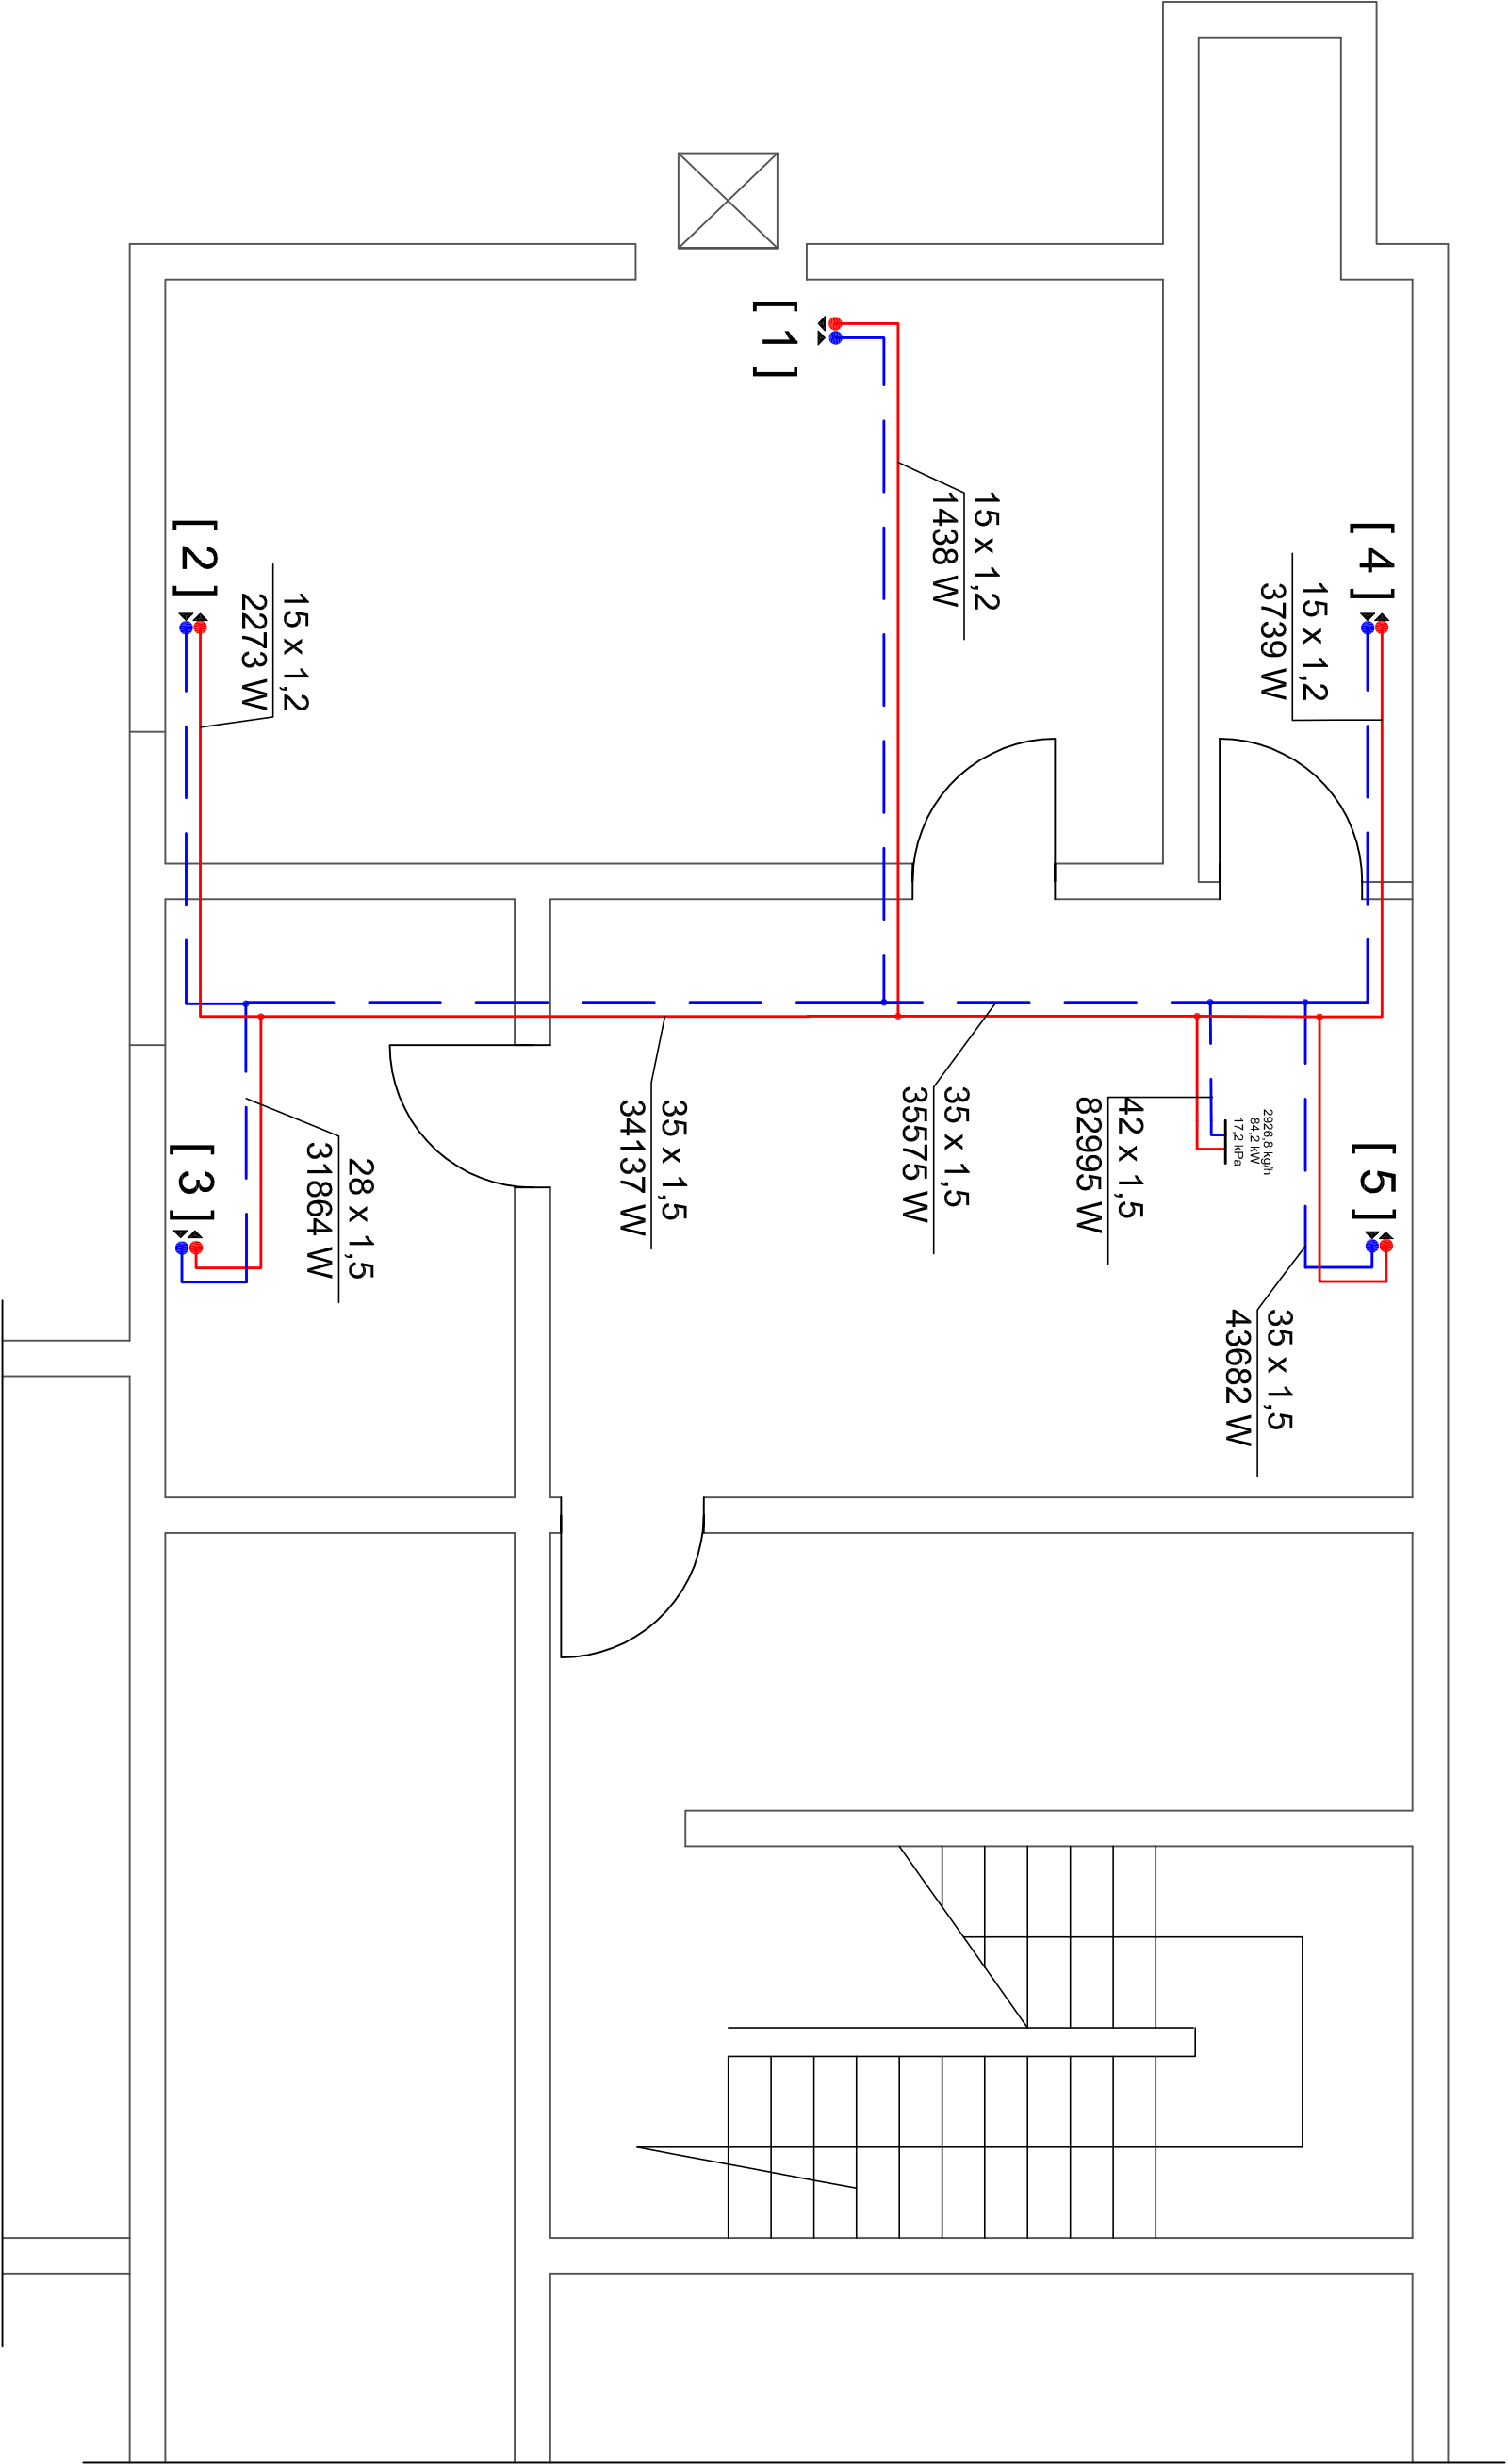 [ 1 ]
15 x 1,2
1438 W
[ 4 ]
15 x 1,2
3739 W
[ 2 ]
15 x 1,2
2273 W
[ 5 ]
2926,8 kg/h
84,2 kW
17,2 kPa
42 x 1,5
82995 W
35 x 1,5
35575 W
35 x 1,5
34137 W
28 x 1,5
31864 W
[ 3 ]
35 x 1,5
43682 W